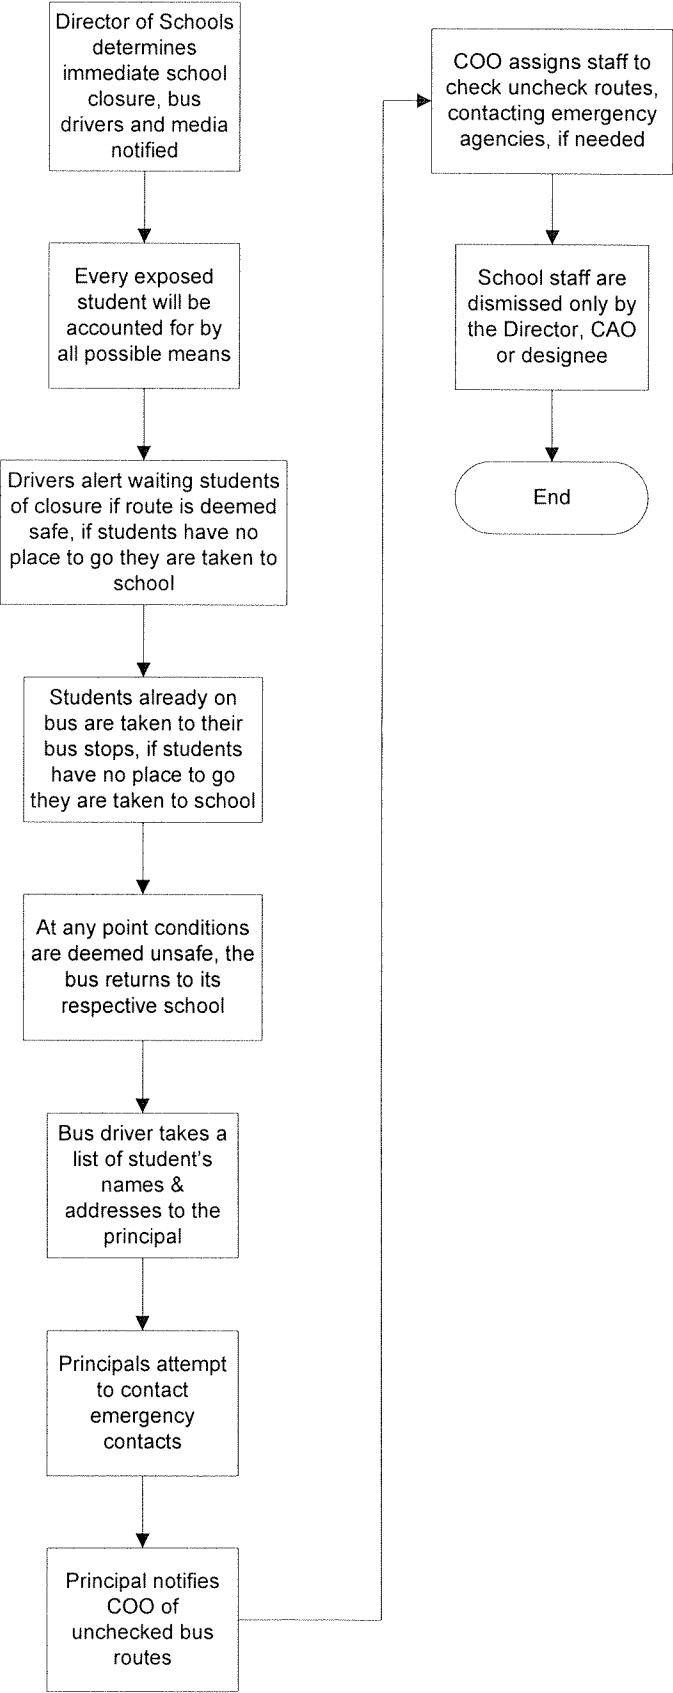 Director of Schools
determines
immediate school
closure, bus
drivers and media
notified
Every exposed
student will be
accounted for by
all possible means
Drivers alert waiting students
of closure if route is deemed
safe, if students have no
place to go they are taken to
school
Students already on
bus are taken to their
bus stops, if students
have no place to go
they are taken to school
At any point conditions
are deemed unsafe, the
bus returns to its
respective school
Bus driver takes a
list of student's
names &
addresses to the
principal
Principals attempt
to contact
emergency
contacts
Principal notifies
COO of
unchecked bus
routes
COO assigns staff to
check uncheck routes,
contacting emergency
agencies, if needed
School staff are
dismissed only by
the Director, CAO
or designee
End